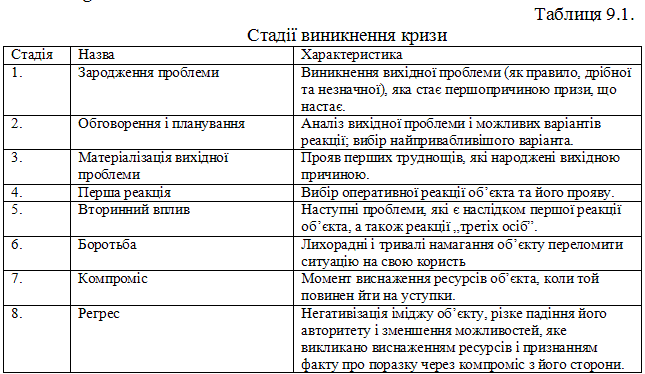 Таблиця 9.1.
Стадії виникнення кризи
Стадія Назва Характеристика
1. Зародження проблеми Виникнення вихідної проблеми (як правило, дрібної
та незначної), яка стає першопричиною призи, що
настає.
2. Обговорення і планування Аналіз вихідної проблеми і можливих варіантів
реакції; вибір найпривабливішого варіанта.
3. Матеріалізація вихідної Прояв перших труднощів, які народжені вихідною
проблеми причиною.
4. Перша реакція Вибір оперативної реакції об’єкта та його прояву.
5. Вторинний вплив Наступні проблеми, які є наслідком першої реакції
об’єкта, а також реакції „третіх осіб”.
6. Боротьба Лихорадні і тривалі намагання об’єкту переломити
ситуацію на свою користь
7. Компроміс Момент виснаження ресурсів об’єкта, коли той
повинен йти на уступки.
8. Регрес Негативізація іміджу об’єкту, різке падіння його
авторитету і зменшення можливостей, яке
викликано виснаженням ресурсів і признанням
факту про поразку через компроміс з його сторони.